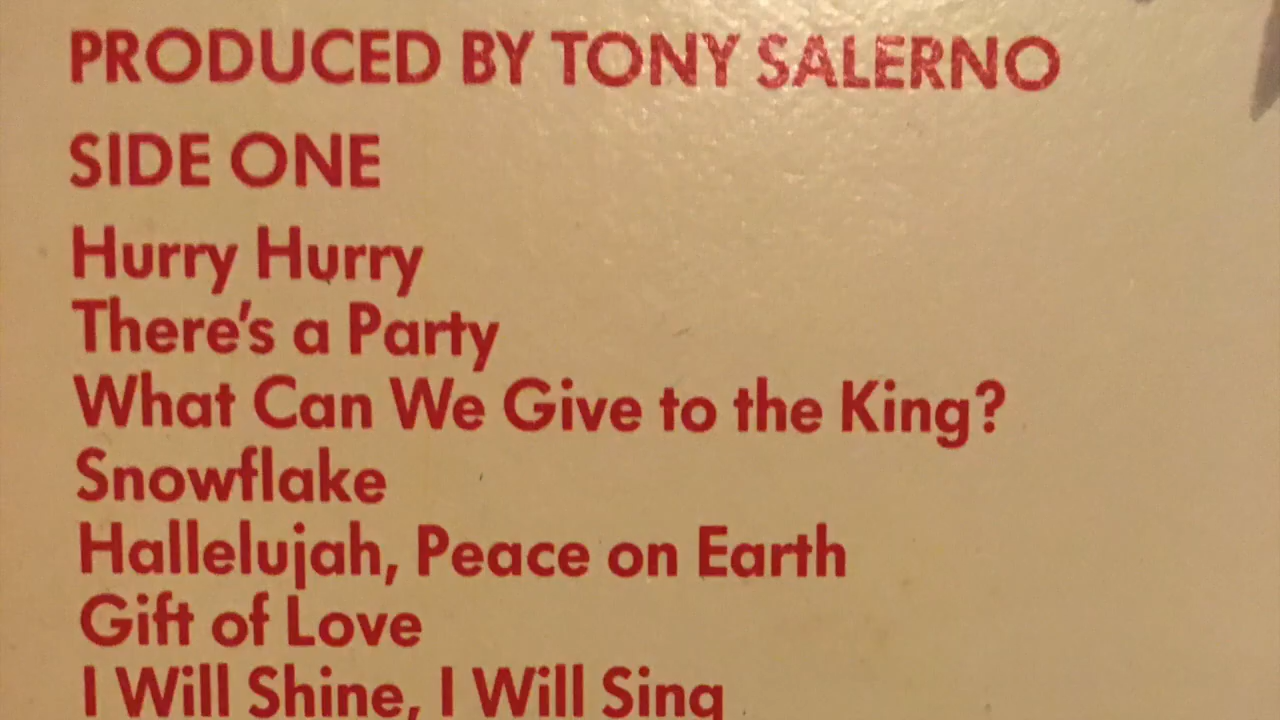 PRODUCED BY TONY SALERNO
SIDE ONE
Hurry Hurry
There's a Party
What Can We Give to the King?
Snowflake
Hallelujah, Peace on Earth
Gift of Love
I Will Shine, I Will Sing